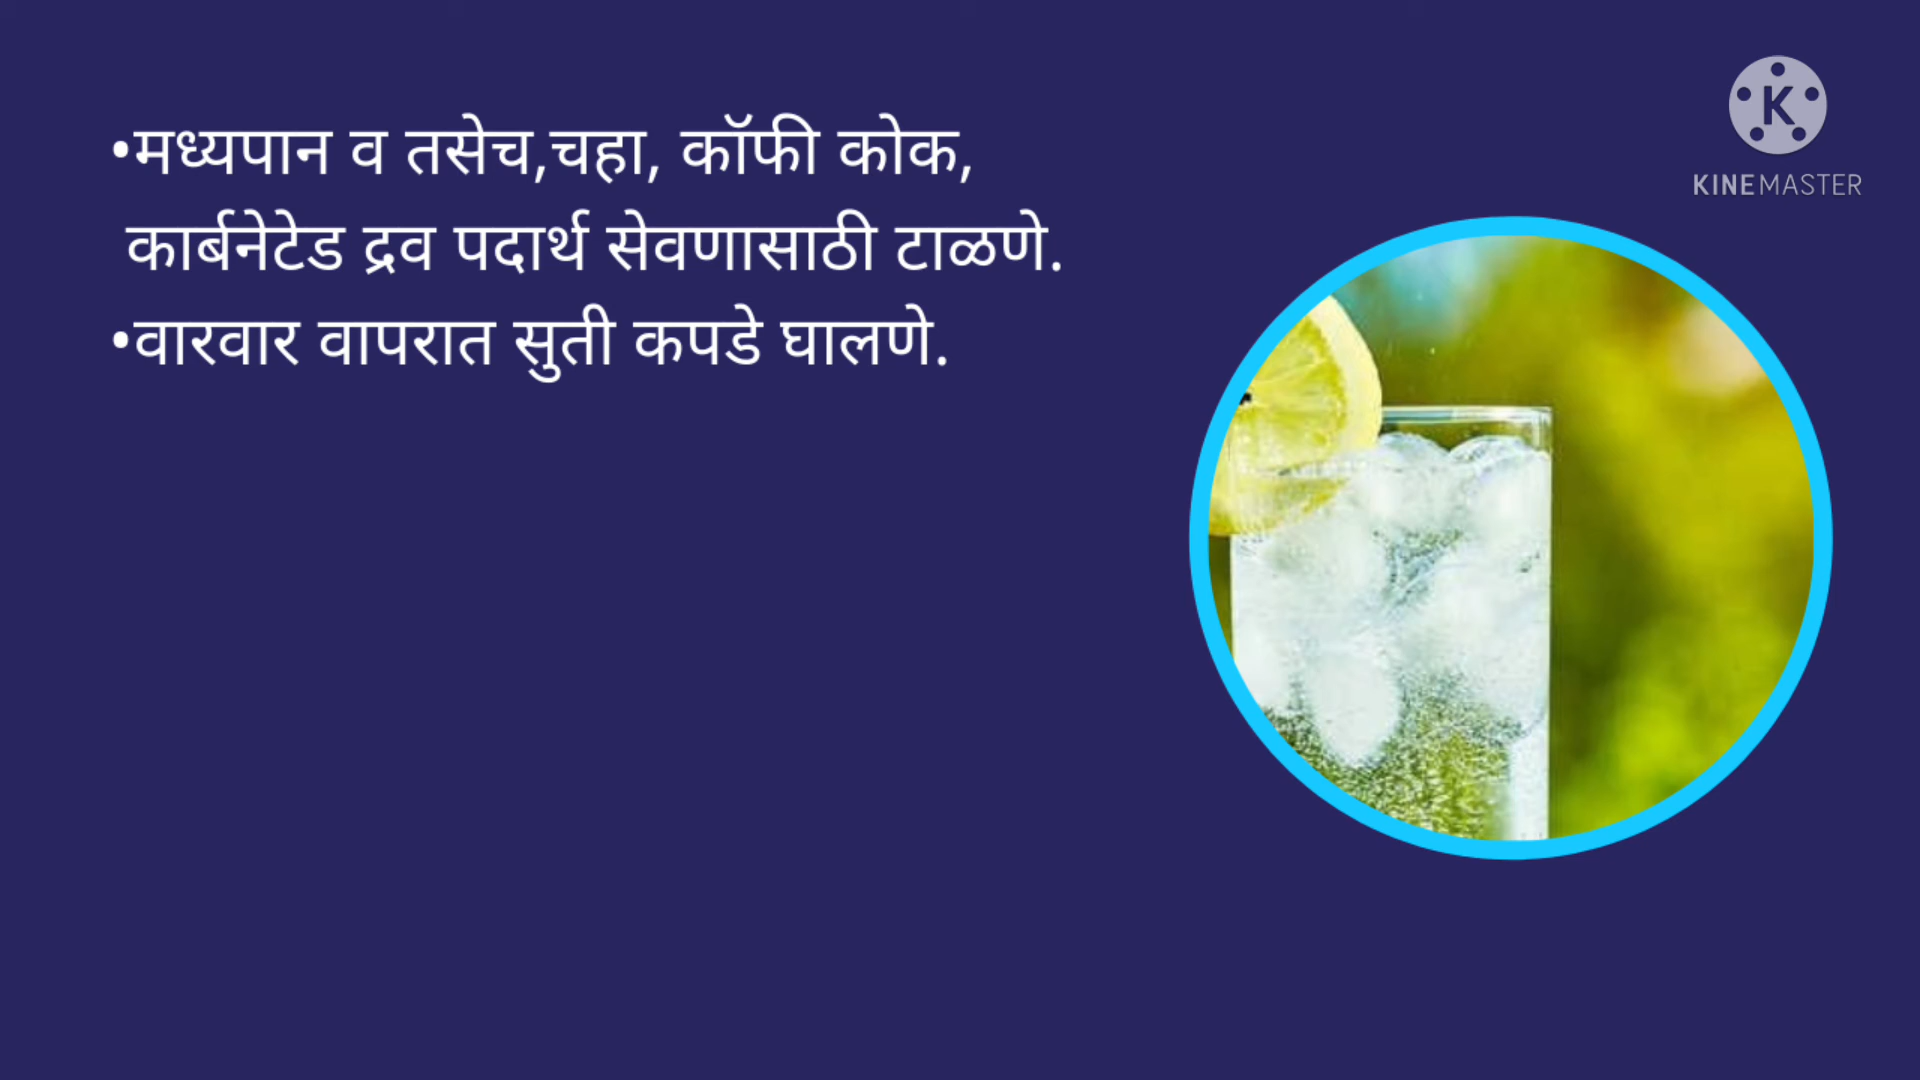 •मध्यपान व तसेच,चहा, कॉफी कोक,
कार्बनेटेड द्रव पदार्थ सेवणासाठी टाळणे.
•वारवार वापरात सुती कपडे घालणे.
K
KINEMASTER